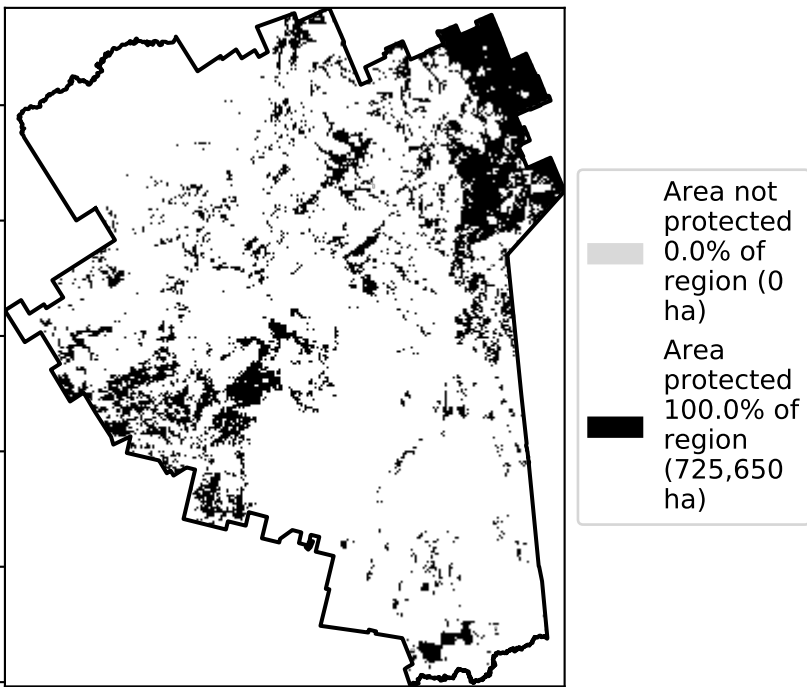 Area not
protected
0.0% of
region (0
ha)
Area
protected
100.0% of
region
(725,650
ha)